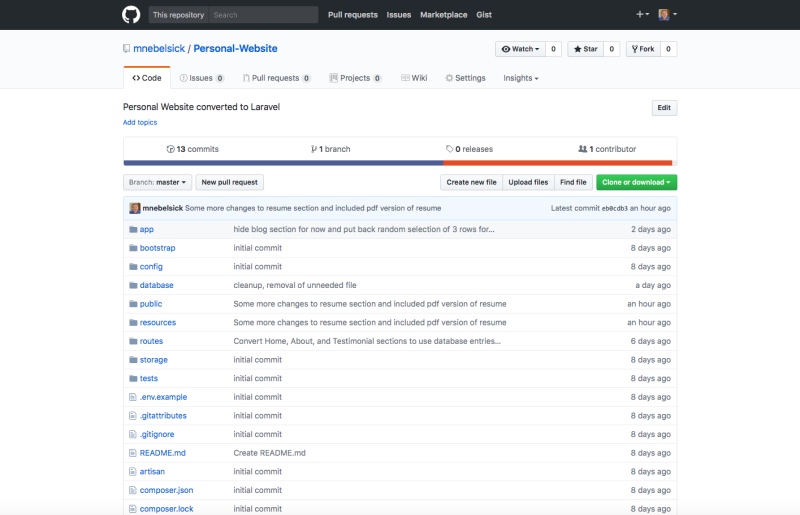 This repository Search Pull requests Issues Marketplace Gist
mnebelsick / Personal-Website Watch 0 Star 0 Fork 0
Code Issues 0 Pull requests 0 Projects 0 Wiki Settings Insights
Personal Website converted to Laravel Edit
Add topics
13 commits 1 branch 0 releases 1 contributor
Branch: master New pull request Create new file Upload files Find file Clone or download
mnebelsick Some more changes to resume section and included pdf version of resume Latest commit eb0cdb3 an hour ago
app hide blog section for now and put back random selection of 3 rows for... 2 days ago
bootstrap initial commit 8 days ago
config initial commit 8 days ago
database cleanup, removal of unneeded file a day ago
public Some more changes to resume section and included pdf version of resume an hour ago
resources Some more changes to resume section and included pdf version of resume an hour ago
routes Convert Home, About, and Testimonial sections to use database entries... 6 days ago
storage initial commit 8 days ago
tests initial commit 8 days ago
.env.example initial commit 8 days ago
.gitattributes initial commit 8 days ago
.gitignore initial commit 8 days ago
README.md Create README.md 8 days ago
artisan initial commit 8 days ago
composer.json initial commit 8 days ago
composer.lock initial commit 8 days ago